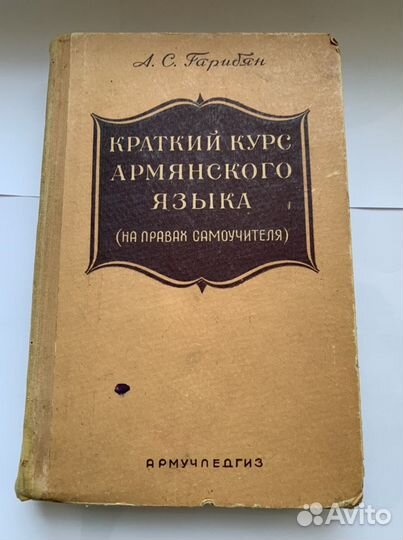 А. С. Гарибян
КРАТКИЙ КУРС
АРМЯНСКОГО
ЯЗЫКА
(НА ПРАВАХ САМОУЧИТЕЛЯ)
АРМУЧПЕДГИЗ
Avito